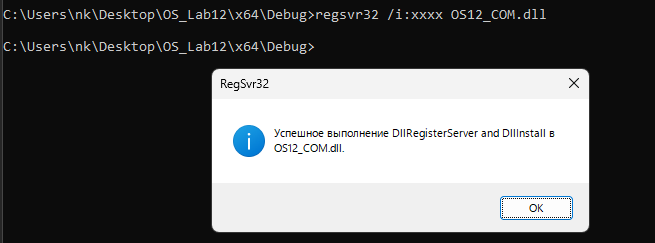 C:\Users\nk\Desktop\OS_Lab12\x64\Debug>regsvr32 /i:xxxx OS12_COM.dll
C:\Users\nk\Desktop\OS_Lab12\x64\Debug>
RegSvr32
Успешное выполнение DllRegisterServer and DllInstall в
OS12_COM.dll.
OK